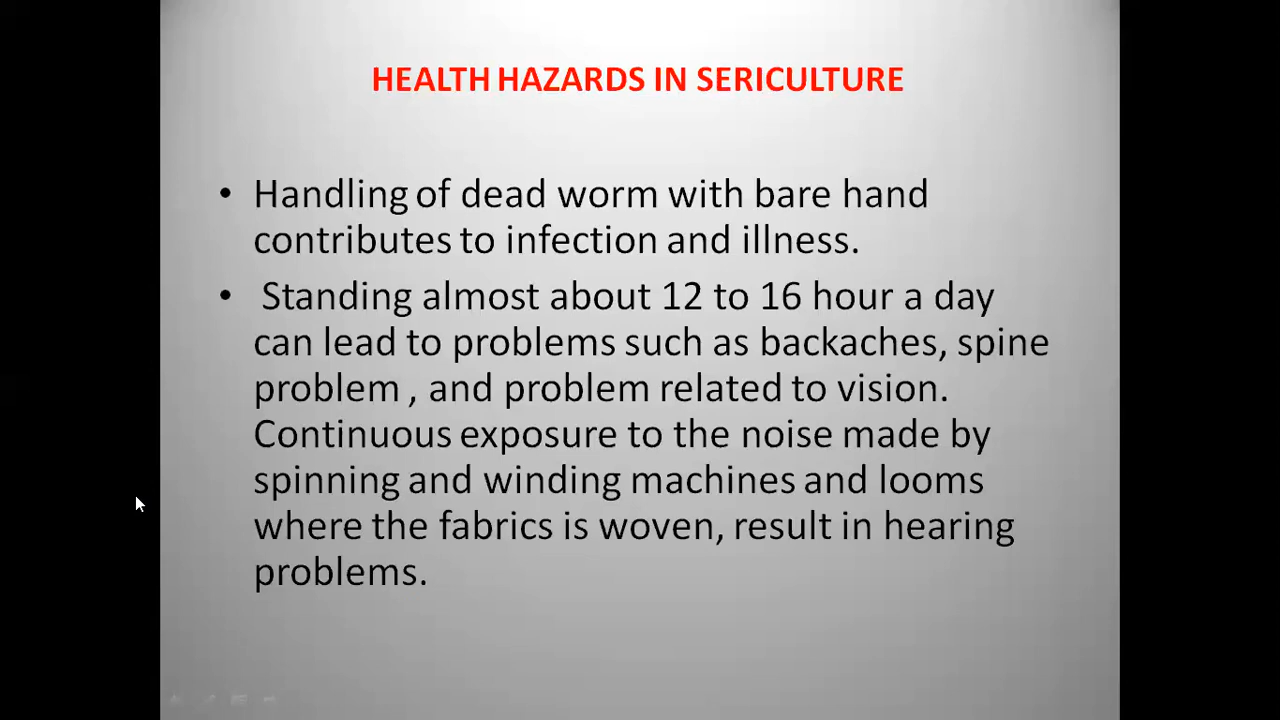 HEALTH HAZARDS IN SERICULTURE
• Handling of dead worm with bare hand
contributes to infection and illness.
• Standing almost about 12 to 16 hour a day
can lead to problems such as backaches, spine
problem , and problem related to vision.
Continuous exposure to the noise made by
spinning and winding machines and looms
where the fabrics is woven, result in hearing
problems.